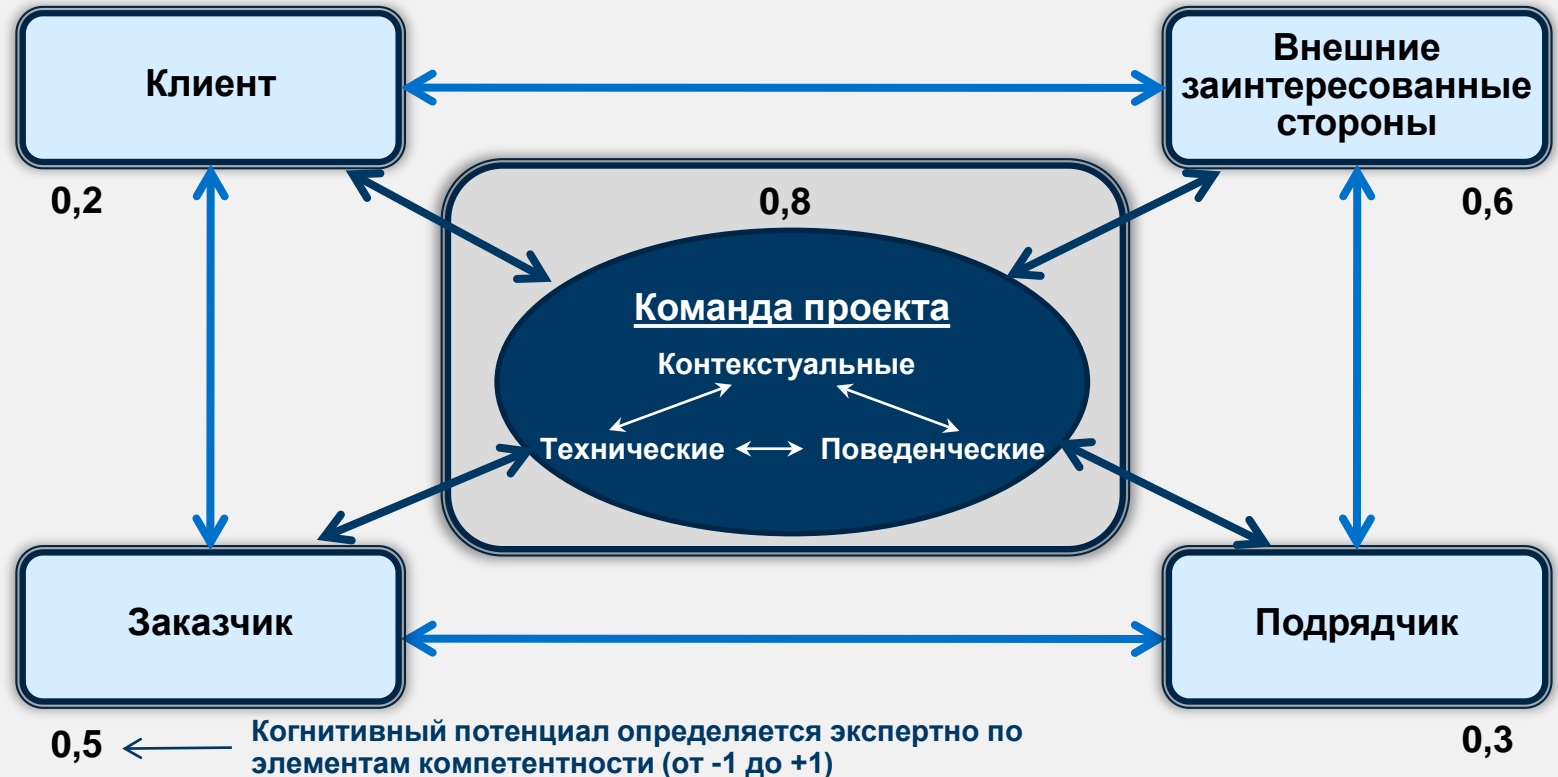 Клиент
Внешние
заинтересованные
стороны
0,2
0,8
0,6
Команда проекта
Контекстуальные
Технические
Поведенческие
Заказчик
Подрядчик
0,5
Когнитивный потенциал определяется экспертно по
элементам компетентности (от -1 до +1)
0,3